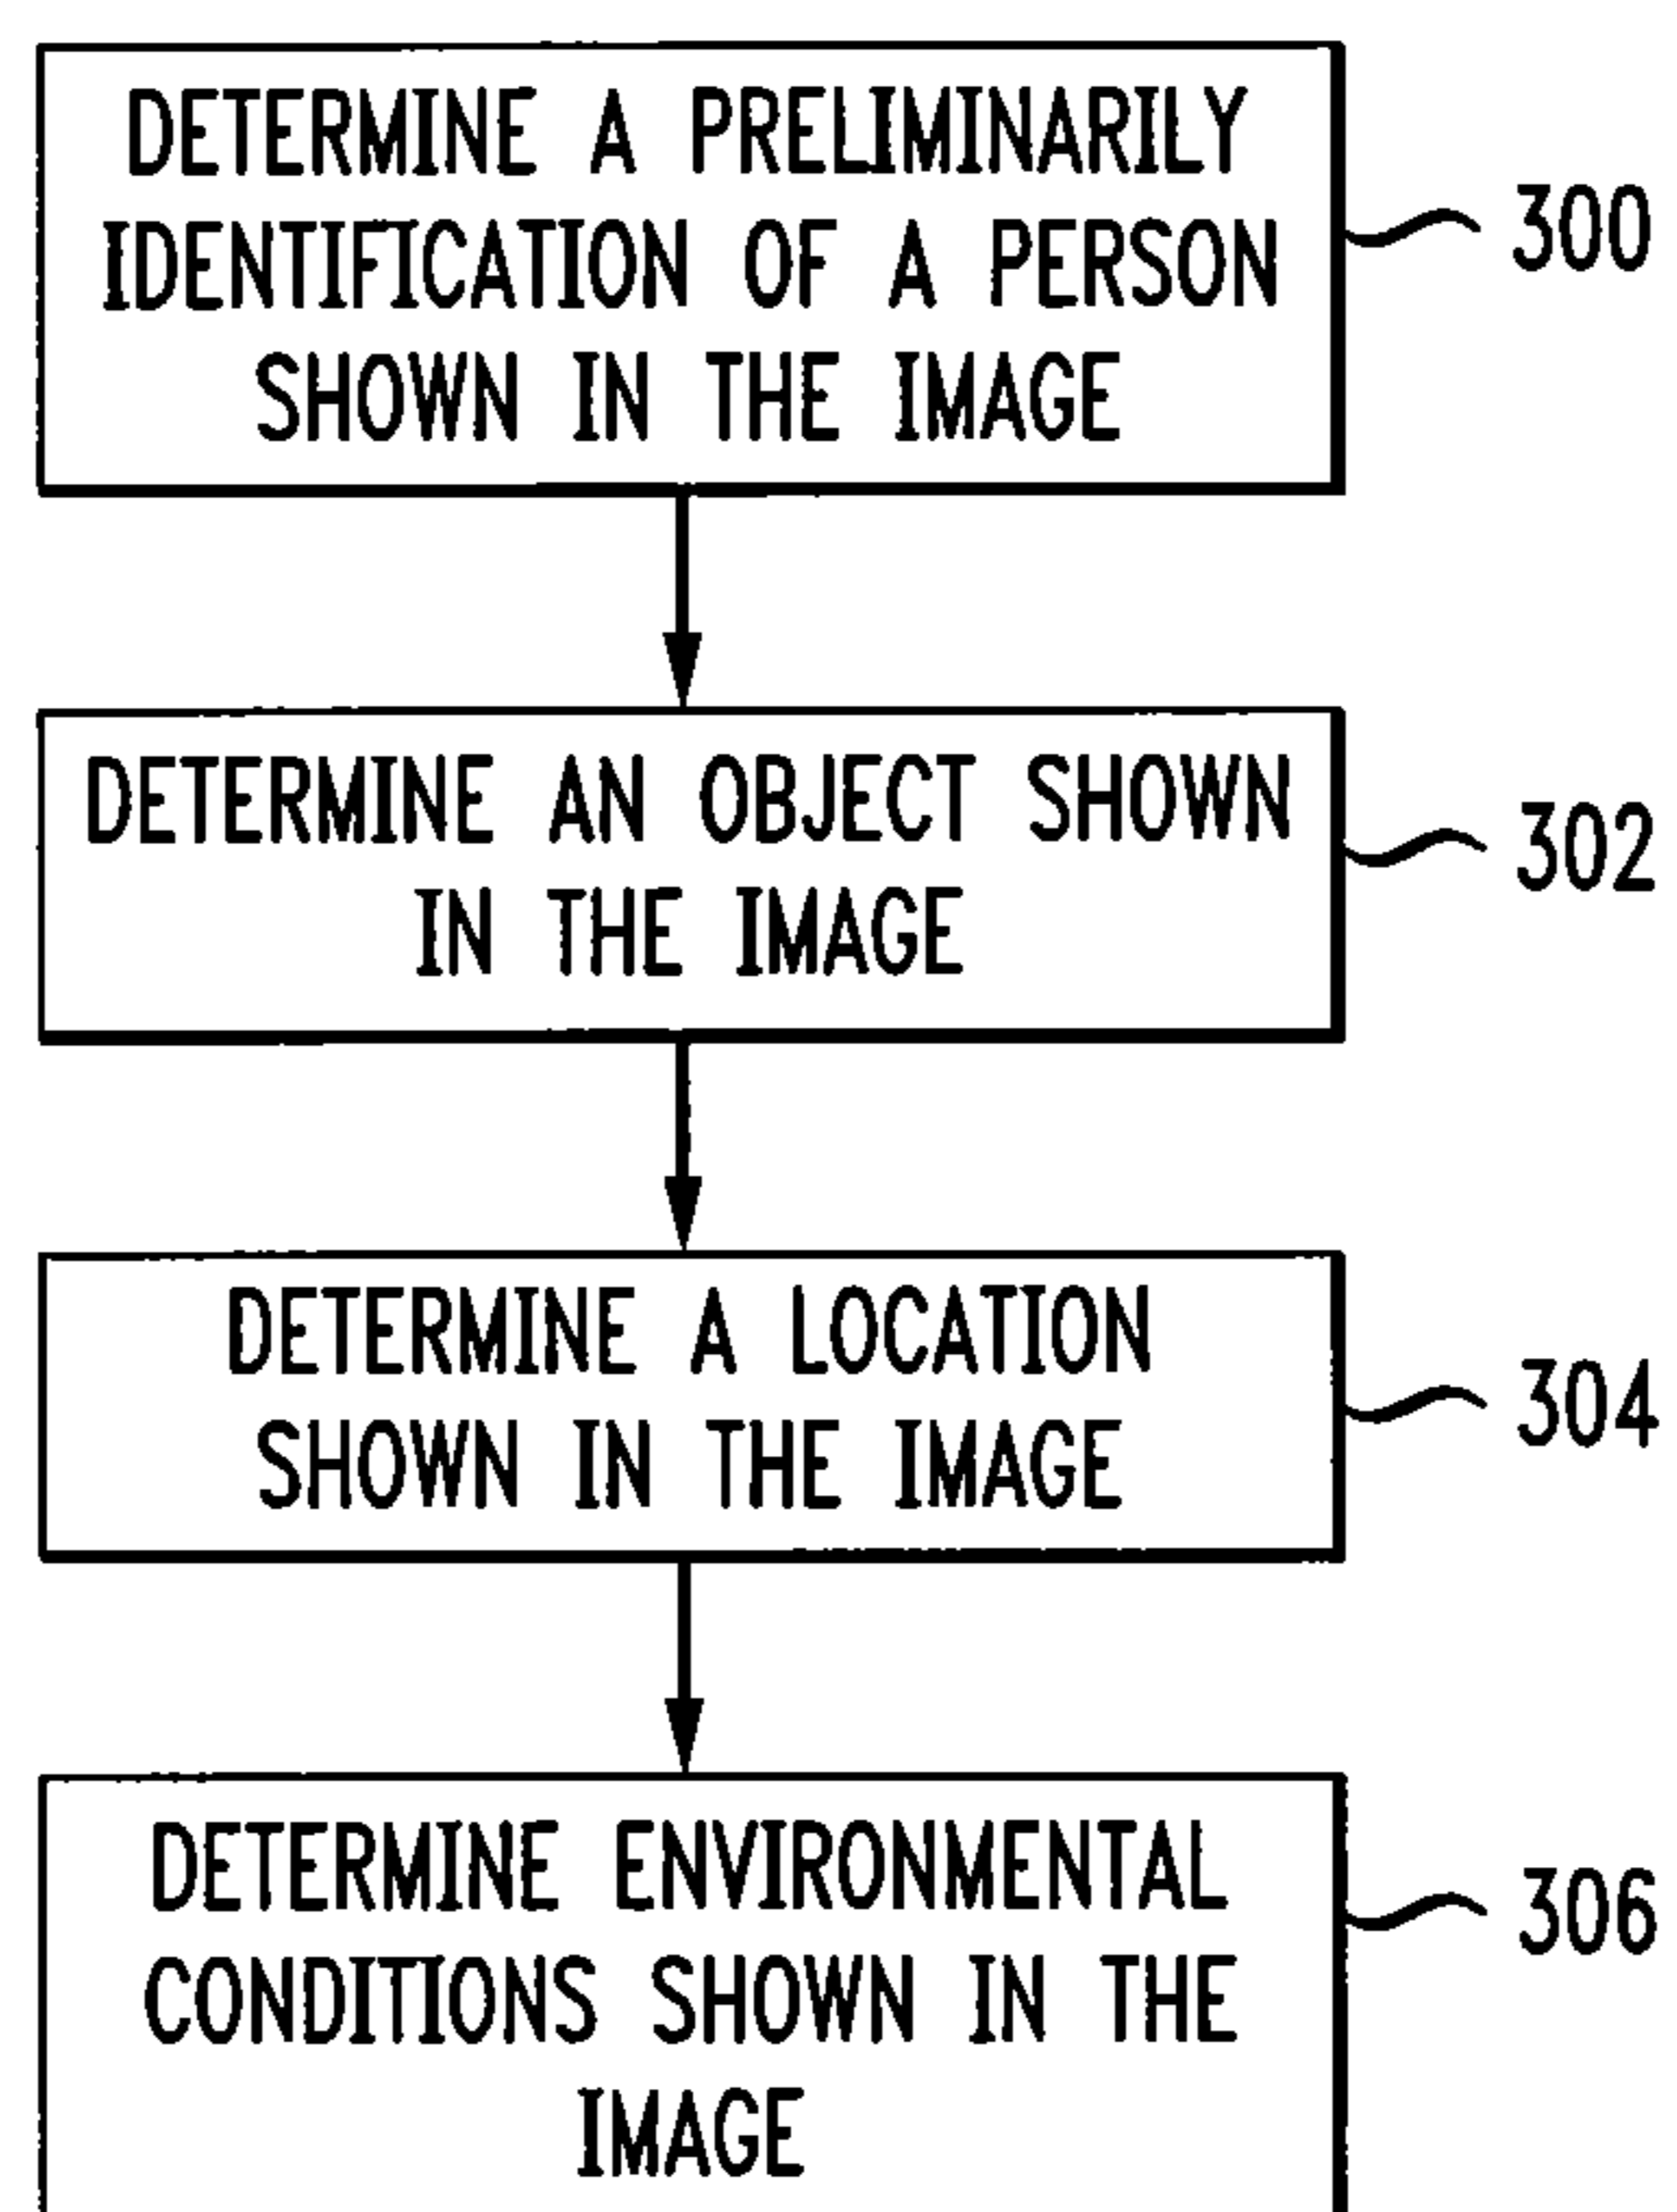 DETERMINE A PRELIMINARILY
IDENTIFICATION OF A PERSON
SHOWN IN THE IMAGE
300
DETERMINE AN OBJECT SHOWN
IN THE IMAGE
302
DETERMINE A LOCATION
SHOWN IN THE IMAGE
304
DETERMINE ENVIRONMENTAL
CONDITIONS SHOWN IN THE
IMAGE
306